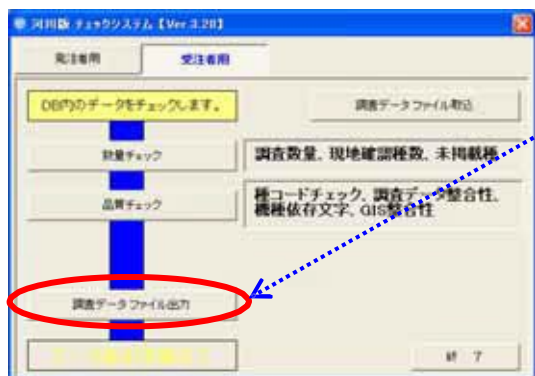 河川版 チェックシステム【Ver 3.20】
発注者用
受注者用
DB内のデータをチェックします。
調査データファイル取込
数量チェック
調査数量、現地確認種数、未掲載種
品質チェック
種コードチェック、調査データ整合性、
機種依存文字、GIS整合性
調査データファイル出力
終 了